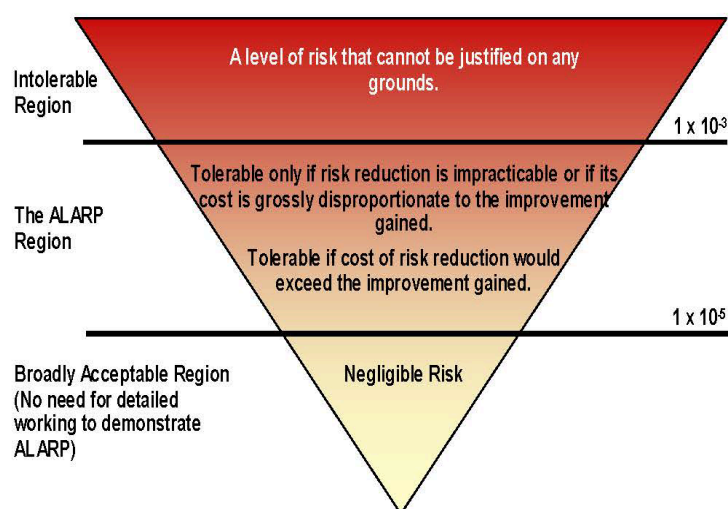 A level of risk that cannot be justified on any
grounds.
Intolerable
Region
1 x 10⁻³
Tolerable only if risk reduction is impracticable or if its
cost is grossly disproportionate to the improvement
gained.
The ALARP
Region
Tolerable if cost of risk reduction would
exceed the improvement gained.
1 x 10⁻⁵
Broadly Acceptable Region
(No need for detailed
working to demonstrate
ALARP)
Negligible Risk